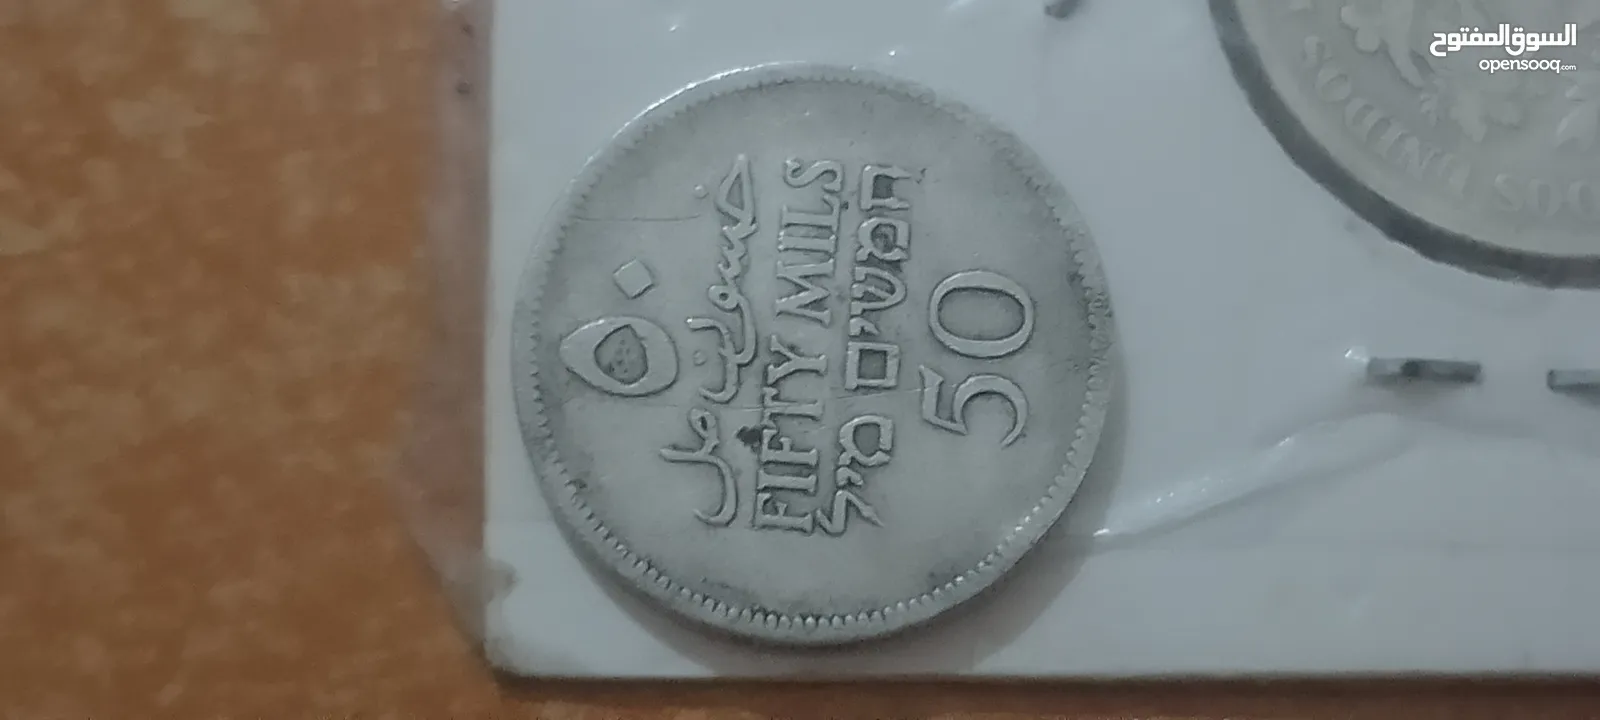 ٥٠
خمسون مل
FIFTY MILS
חמשים מיל
50
السوق المفتوح
opensooq.com